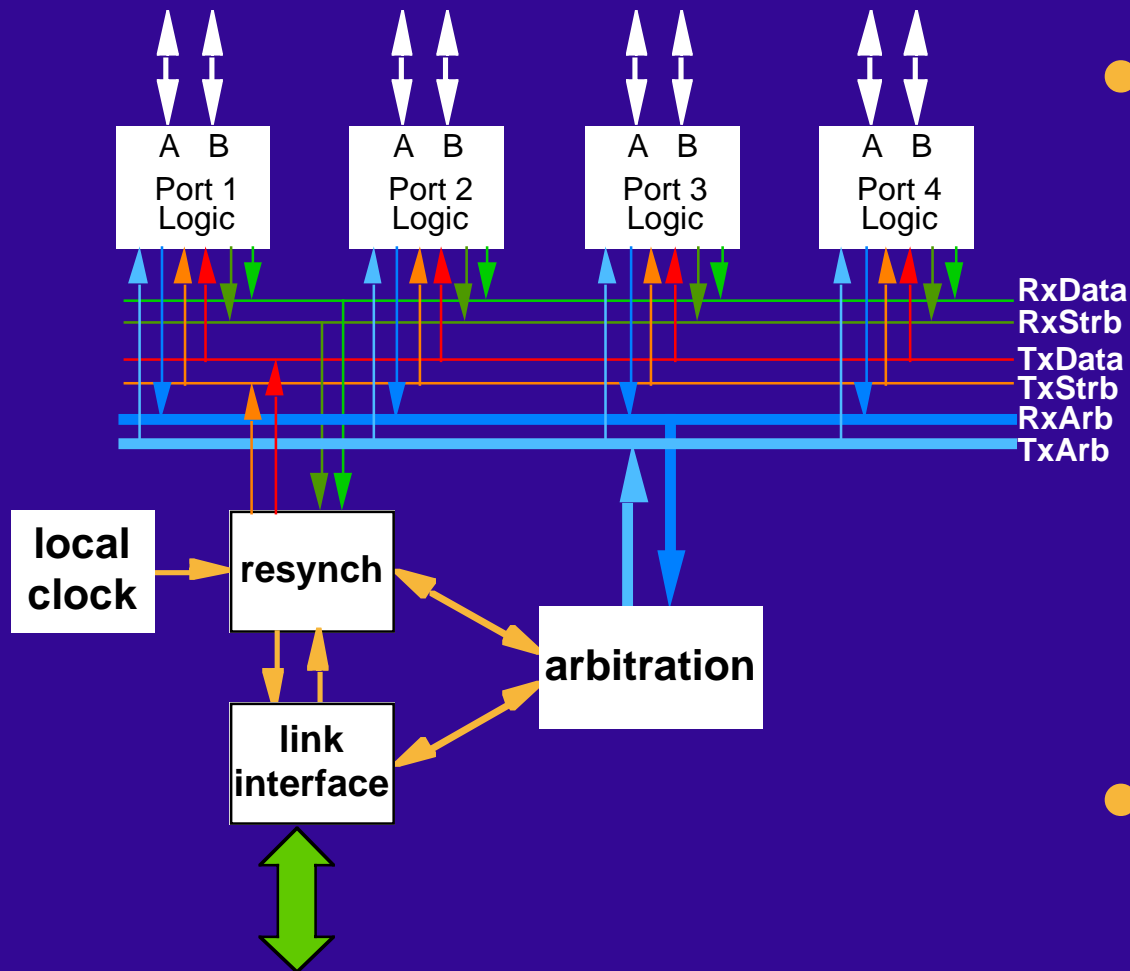 A B
Port 1
Logic
A B
Port 2
Logic
A B
Port 3
Logic
A B
Port 4
Logic
RxData
RxStrb
TxData
TxStrb
RxArb
TxArb
local
clock
resynch
arbitration
link
interface